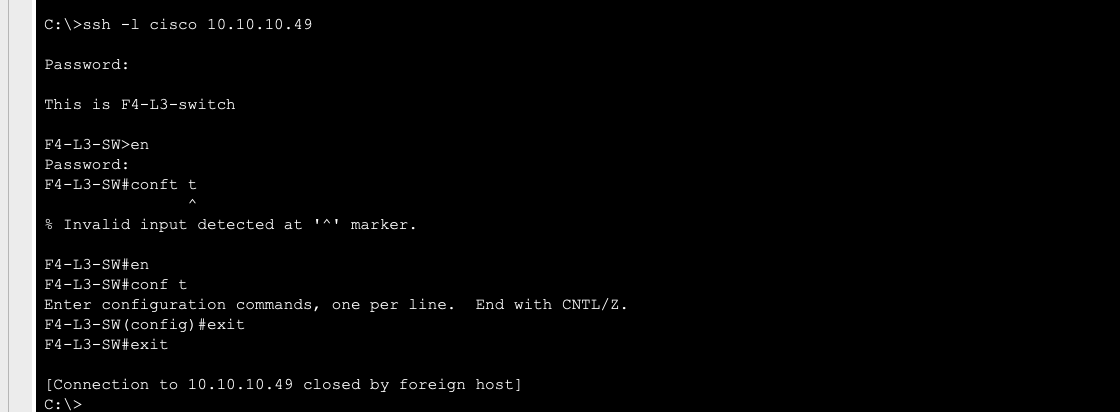 C:\>ssh -l cisco 10.10.10.49
Password:
This is F4-L3-switch
F4-L3-SW>en
Password:
F4-L3-SW#conft t
^
% Invalid input detected at '^' marker.
F4-L3-SW#en
F4-L3-SW#conf t
Enter configuration commands, one per line.  End with CNTL/Z.
F4-L3-SW(config)#exit
F4-L3-SW#exit
[Connection to 10.10.10.49 closed by foreign host]
C:\>